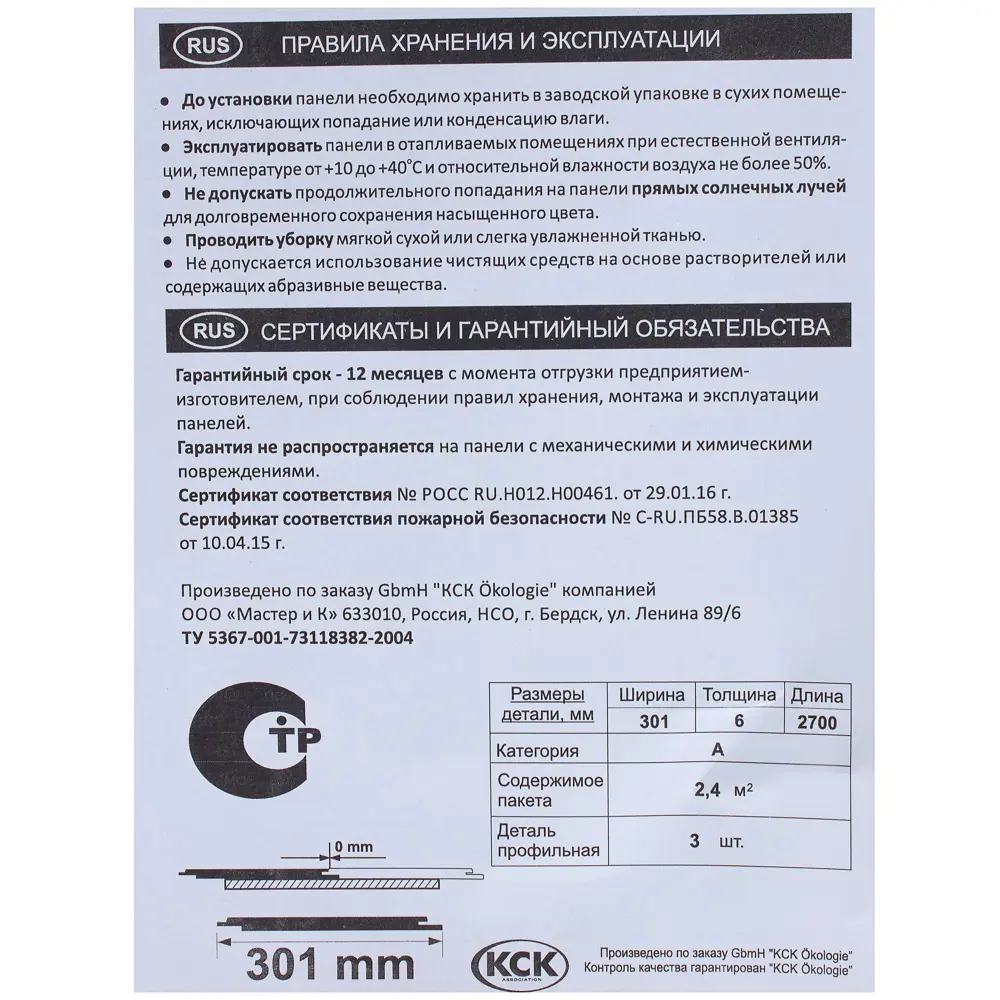 RUS ПРАВИЛА ХРАНЕНИЯ И ЭКСПЛУАТАЦИИ
• До установки панели необходимо хранить в заводской упаковке в сухих помеще-
ниях, исключающих попадание или конденсацию влаги.
• Эксплуатировать панели в отапливаемых помещениях при естественной вентиля-
ции, температуре от +10 до +40°С и относительной влажности воздуха не более 50%.
• Не допускать продолжительного попадания на панели прямых солнечных лучей
для долговременного сохранения насыщенного цвета.
• Проводить уборку мягкой сухой или слегка увлажненной тканью.
• Не допускается использование чистящих средств на основе растворителей или
содержащих абразивные вещества.
RUS СЕРТИФИКАТЫ И ГАРАНТИЙНЫЙ ОБЯЗАТЕЛЬСТВА
Гарантийный срок - 12 месяцев с момента отгрузки предприятием-
изготовителем, при соблюдении правил хранения, монтажа и эксплуатации
панелей.
Гарантия не распространяется на панели с механическими и химическими
повреждениями.
Сертификат соответствия № РОСС RU.Н012.Н00461. от 29.01.16 г.
Сертификат соответствия пожарной безопасности № C-RU.ПБ58.В.01385
от 10.04.15 г.
Произведено по заказу GbmH "КСК Ökologie" компанией
ООО «Мастер и К» 633010, Россия, НСО, г. Бердск, ул. Ленина 89/6
ТУ 5367-001-73118382-2004
ТР
Размеры детали, мм Ширина Толщина Длина
301 6 2700
Категория А
Содержимое пакета 2,4 м²
Деталь профильная 3 шт.
0 mm
301 mm
КСК
ASSOCIATION
Произведено по заказу GbmH "КСК Ökologie"
Контроль качества гарантирован "КСК Ökologie"